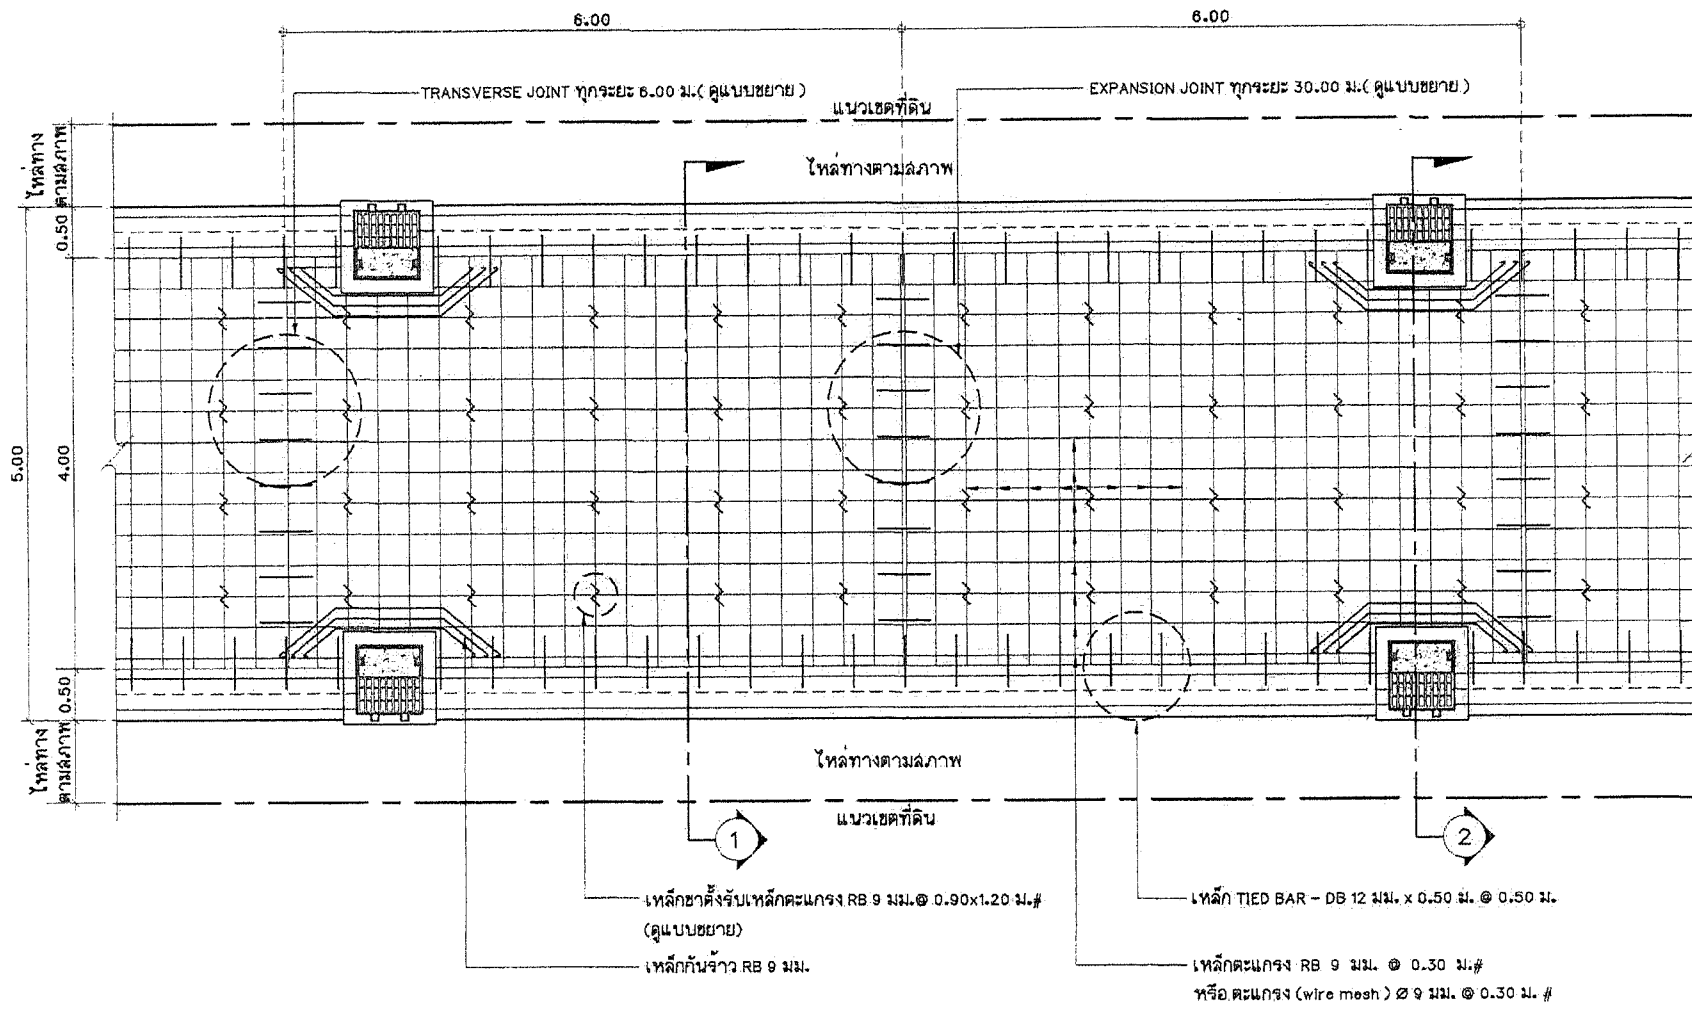 6.00
6.00
TRANSVERSE JOINT ทุกระยะ 6.00 ม.( ดูแบบขยาย )
EXPANSION JOINT ทุกระยะ 30.00 ม.( ดูแบบขยาย )
แนวเขตที่ดิน
ไหล่ทาง
ตามสภาพ
ไหล่ทางตามสภาพ
0.50
5.00
4.00
0.50
ไหล่ทาง
ตามสภาพ
ไหล่ทางตามสภาพ
แนวเขตที่ดิน
1
2
เหล็กขาตั้งรับเหล็กตะแกรง RB 9 มม.@ 0.90x1.20 ม.#
(ดูแบบขยาย)
เหล็กกันร้าว RB 9 มม.
เหล็ก TIED BAR - DB 12 มม. x 0.50 ม. @ 0.50 ม.
เหล็กตะแกรง RB 9 มม. @ 0.30 ม.#
หรือ ตะแกรง (wire mesh) Ø 9 มม. @ 0.30 ม. #